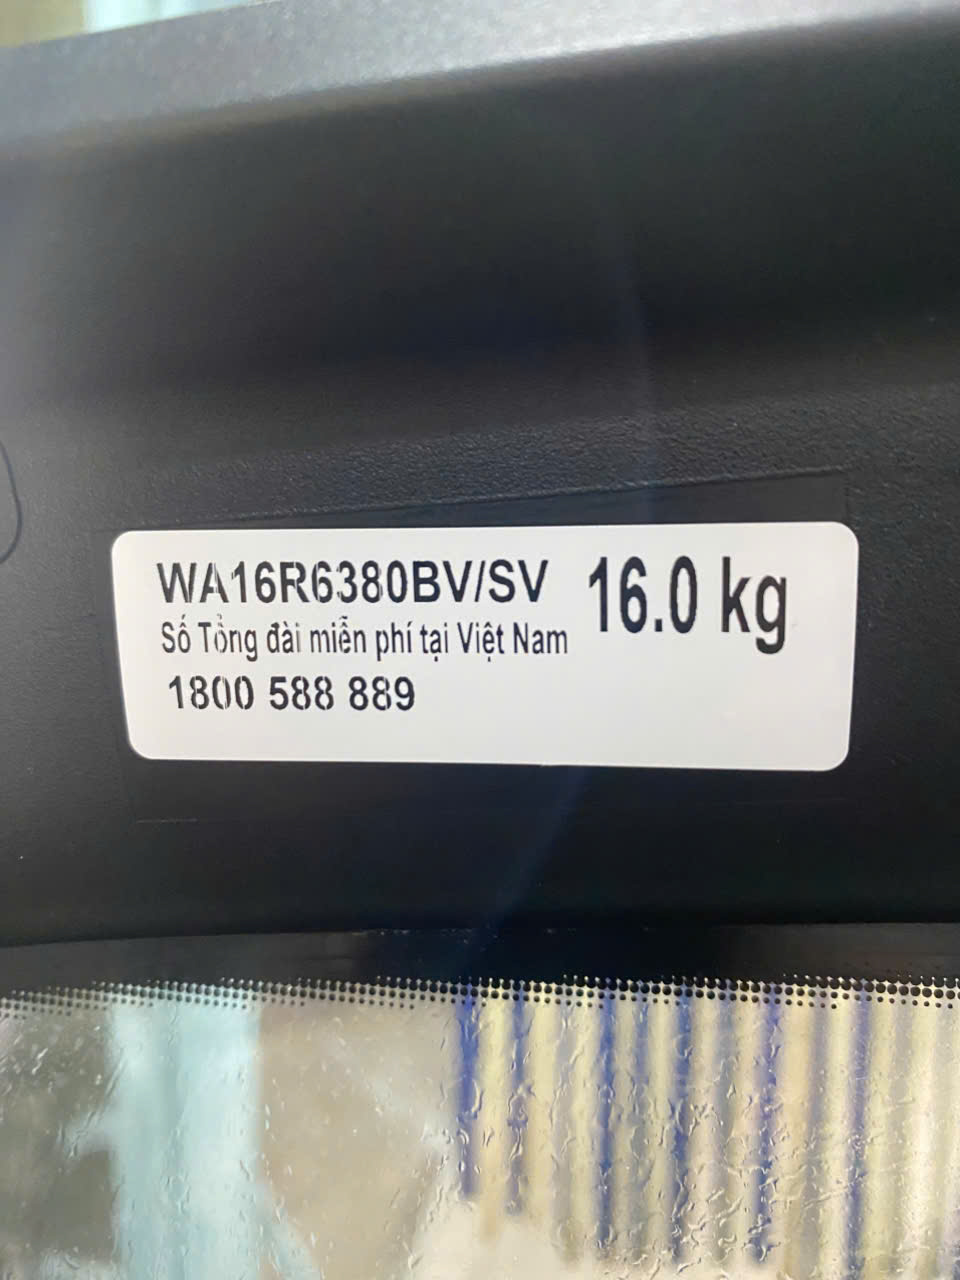 WA16R6380BV/SV 16.0 kg
Số Tổng đài miễn phí tại Việt Nam
1800 588 889